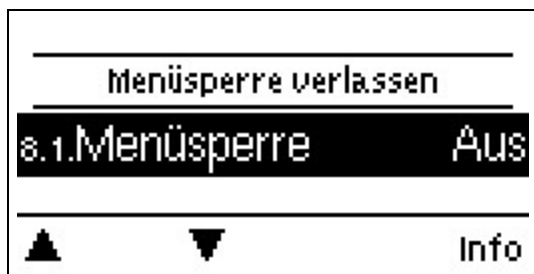 Menüsperre verlassen
8.1.Menüsperre Aus
Info